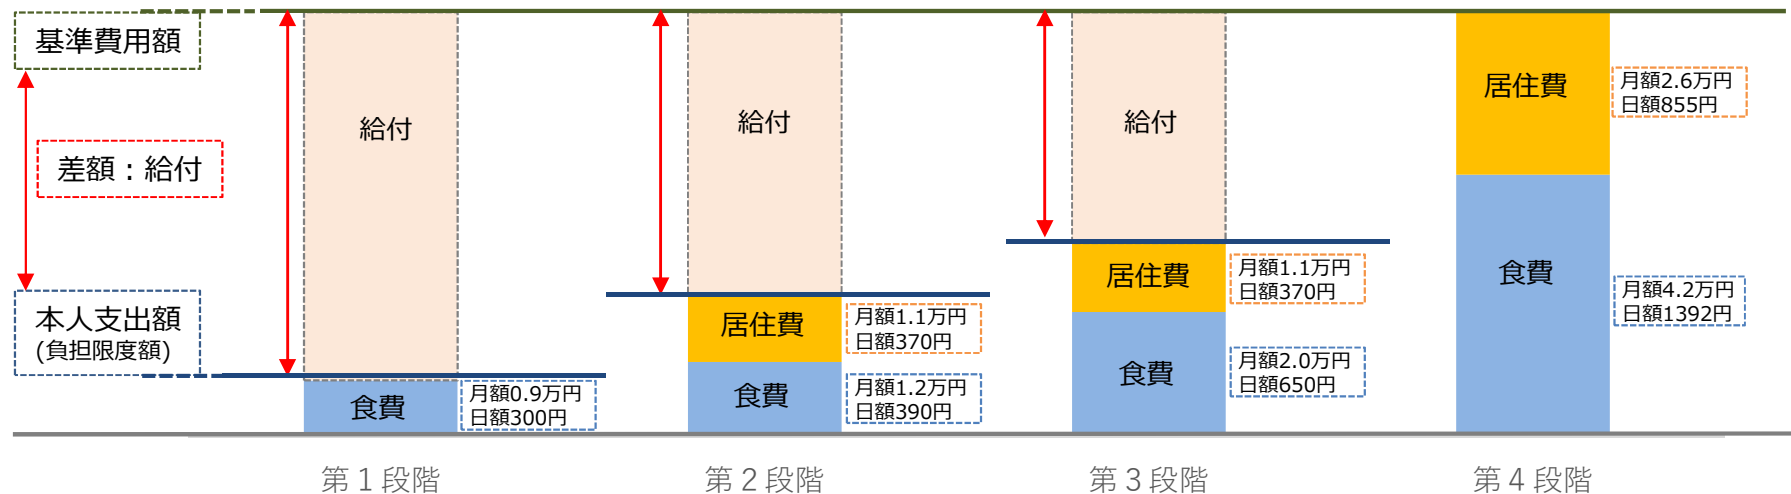 基準費用額
差額：給付
本人支出額
(負担限度額)
給付
食費
月額0.9万円
日額300円
第１段階
給付
居住費
月額1.1万円
日額370円
食費
月額1.2万円
日額390円
第２段階
給付
居住費
月額1.1万円
日額370円
食費
月額2.0万円
日額650円
第３段階
居住費
月額2.6万円
日額855円
食費
月額4.2万円
日額1392円
第４段階